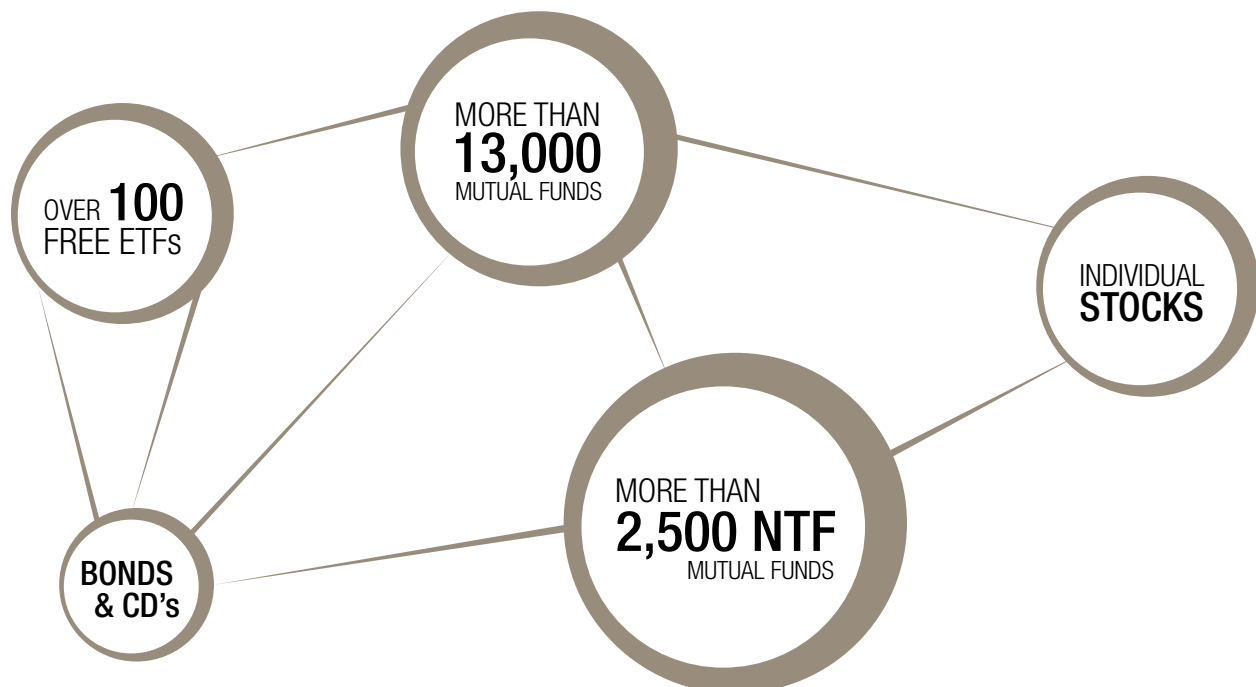 MORE THAN
13,000
MUTUAL FUNDS
OVER 100
FREE ETFs
INDIVIDUAL
STOCKS
MORE THAN
2,500 NTF
MUTUAL FUNDS
BONDS
& CD's